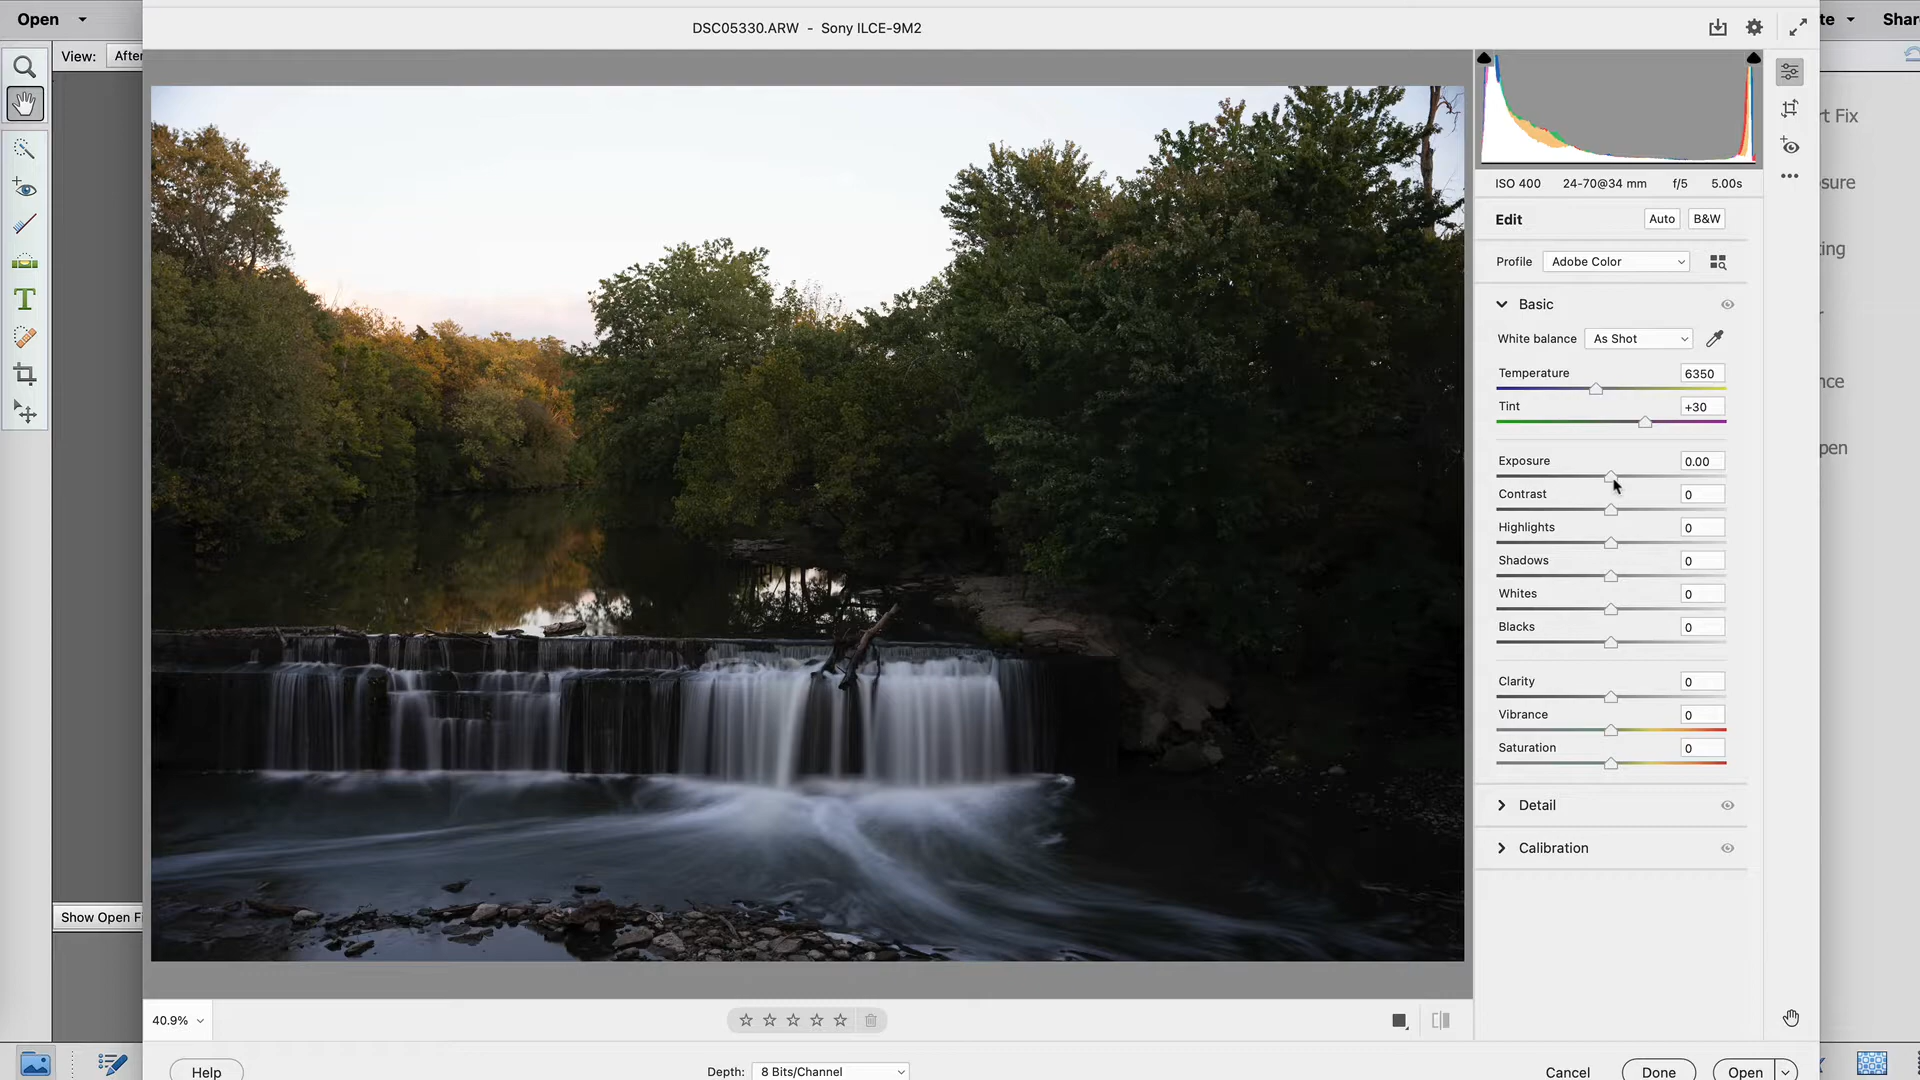 Open
te
Shar
DSC05330.ARW - Sony ILCE-9M2
View: After
ISO 400 24-70@34 mm f/5 5.00s
Edit Auto B&W
Profile Adobe Color
Basic
White balance As Shot
Temperature 6350
Tint +30
Exposure 0.00
Contrast 0
Highlights 0
Shadows 0
Whites 0
Blacks 0
Clarity 0
Vibrance 0
Saturation 0
Detail
Calibration
rt Fix
sure
ting
r
nce
pen
T
Show Open Fi
40.9%
Help
Depth: 8 Bits/Channel
Cancel Done Open